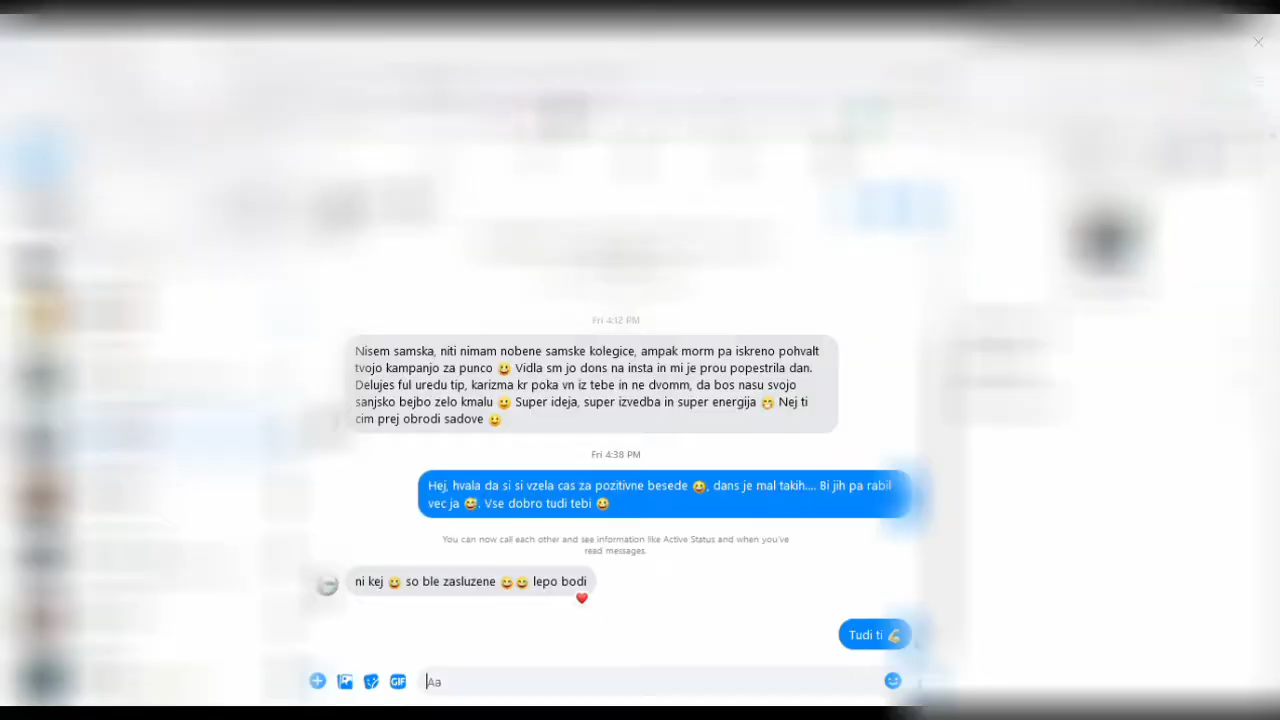 Fri 4:12 PM
Nisem samska, niti nimam nobene samske kolegice, ampak morm pa iskreno pohvalt
tvojo kampanjo za punco 😀 Vidla sm jo dons na insta in mi je prou popestrila dan.
Delujes ful uredu tip, karizma kr poka vn iz tebe in ne dvomm, da bos nasu svojo
sanjsko bejbo zelo kmalu 🙂 Super ideja, super izvedba in super energija 😁 Nej ti
cim prej obrodi sadove 🙂
Fri 4:38 PM
Hej, hvala da si si vzela cas za pozitivne besede 😄, dans je mal takih.... Bi jih pa rabil
vec ja 😅. Vse dobro tudi tebi 😀
You can now call each other and see information like Active Status and when you've
read messages.
ni kej 😀 so ble zasluzene 😄😄 lepo bodi
❤
Tudi ti 💪
GIF
Aa